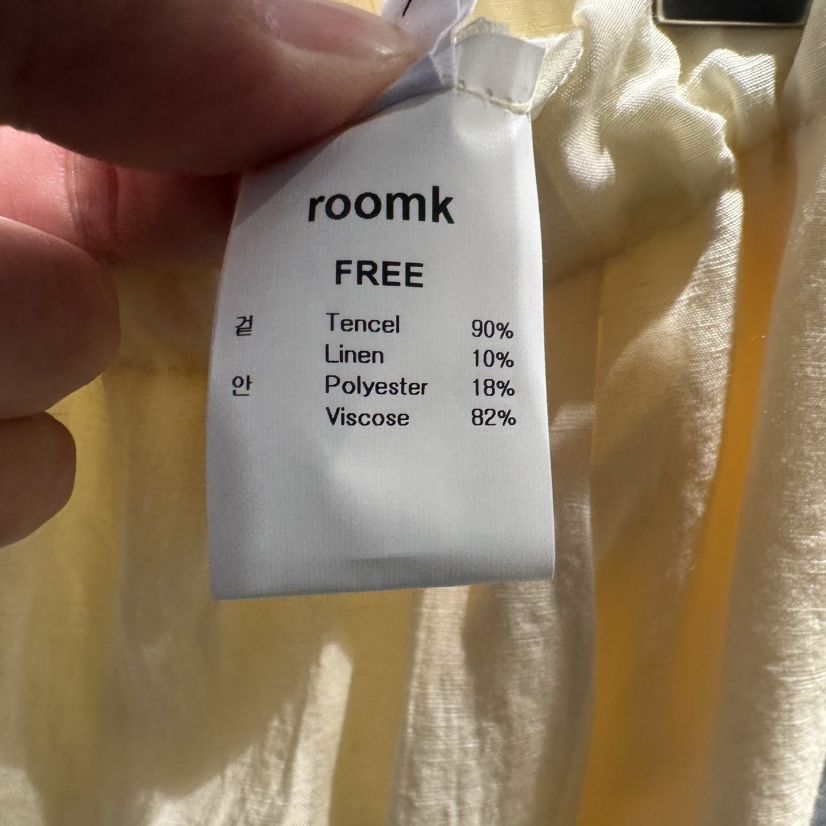 roomk
FREE
겉 Tencel 90%
Linen 10%
안 Polyester 18%
Viscose 82%